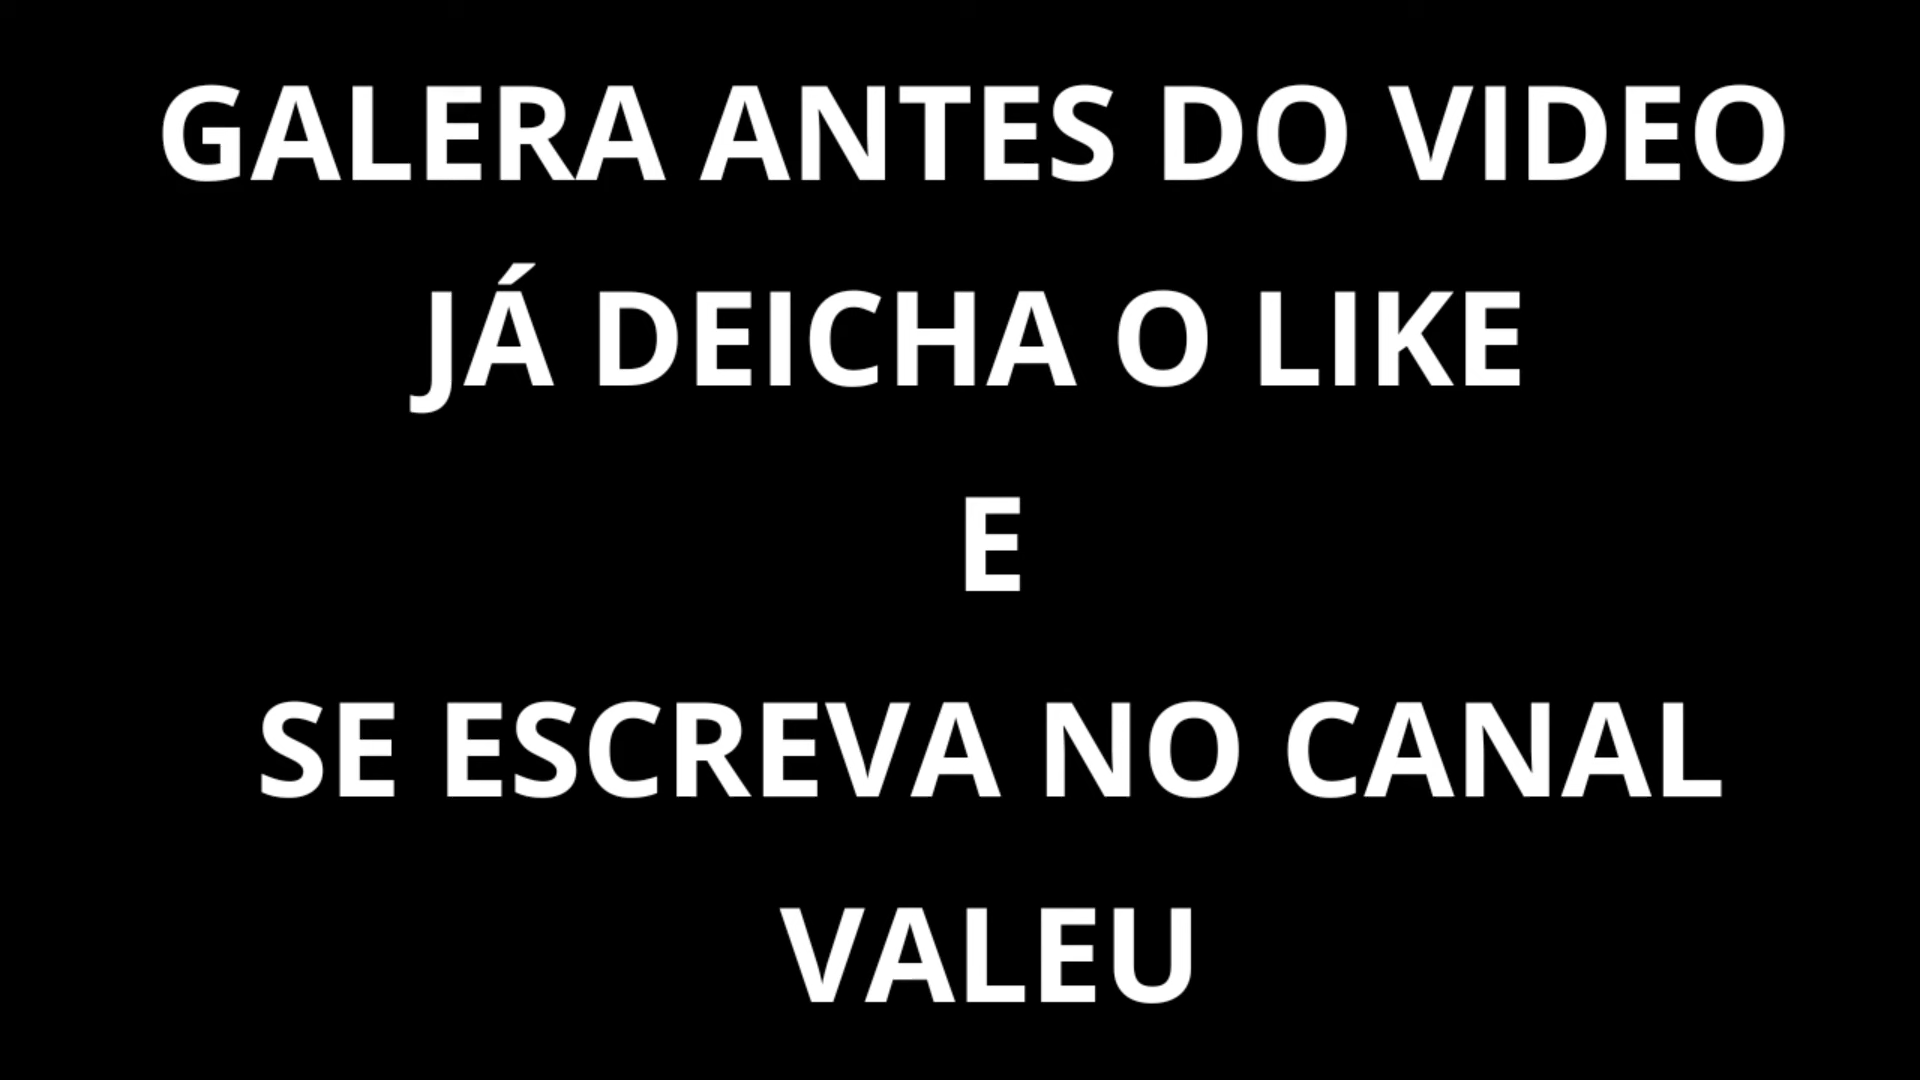 GALERA ANTES DO VIDEO
JÁ DEICHA O LIKE
E
SE ESCREVA NO CANAL
VALEU